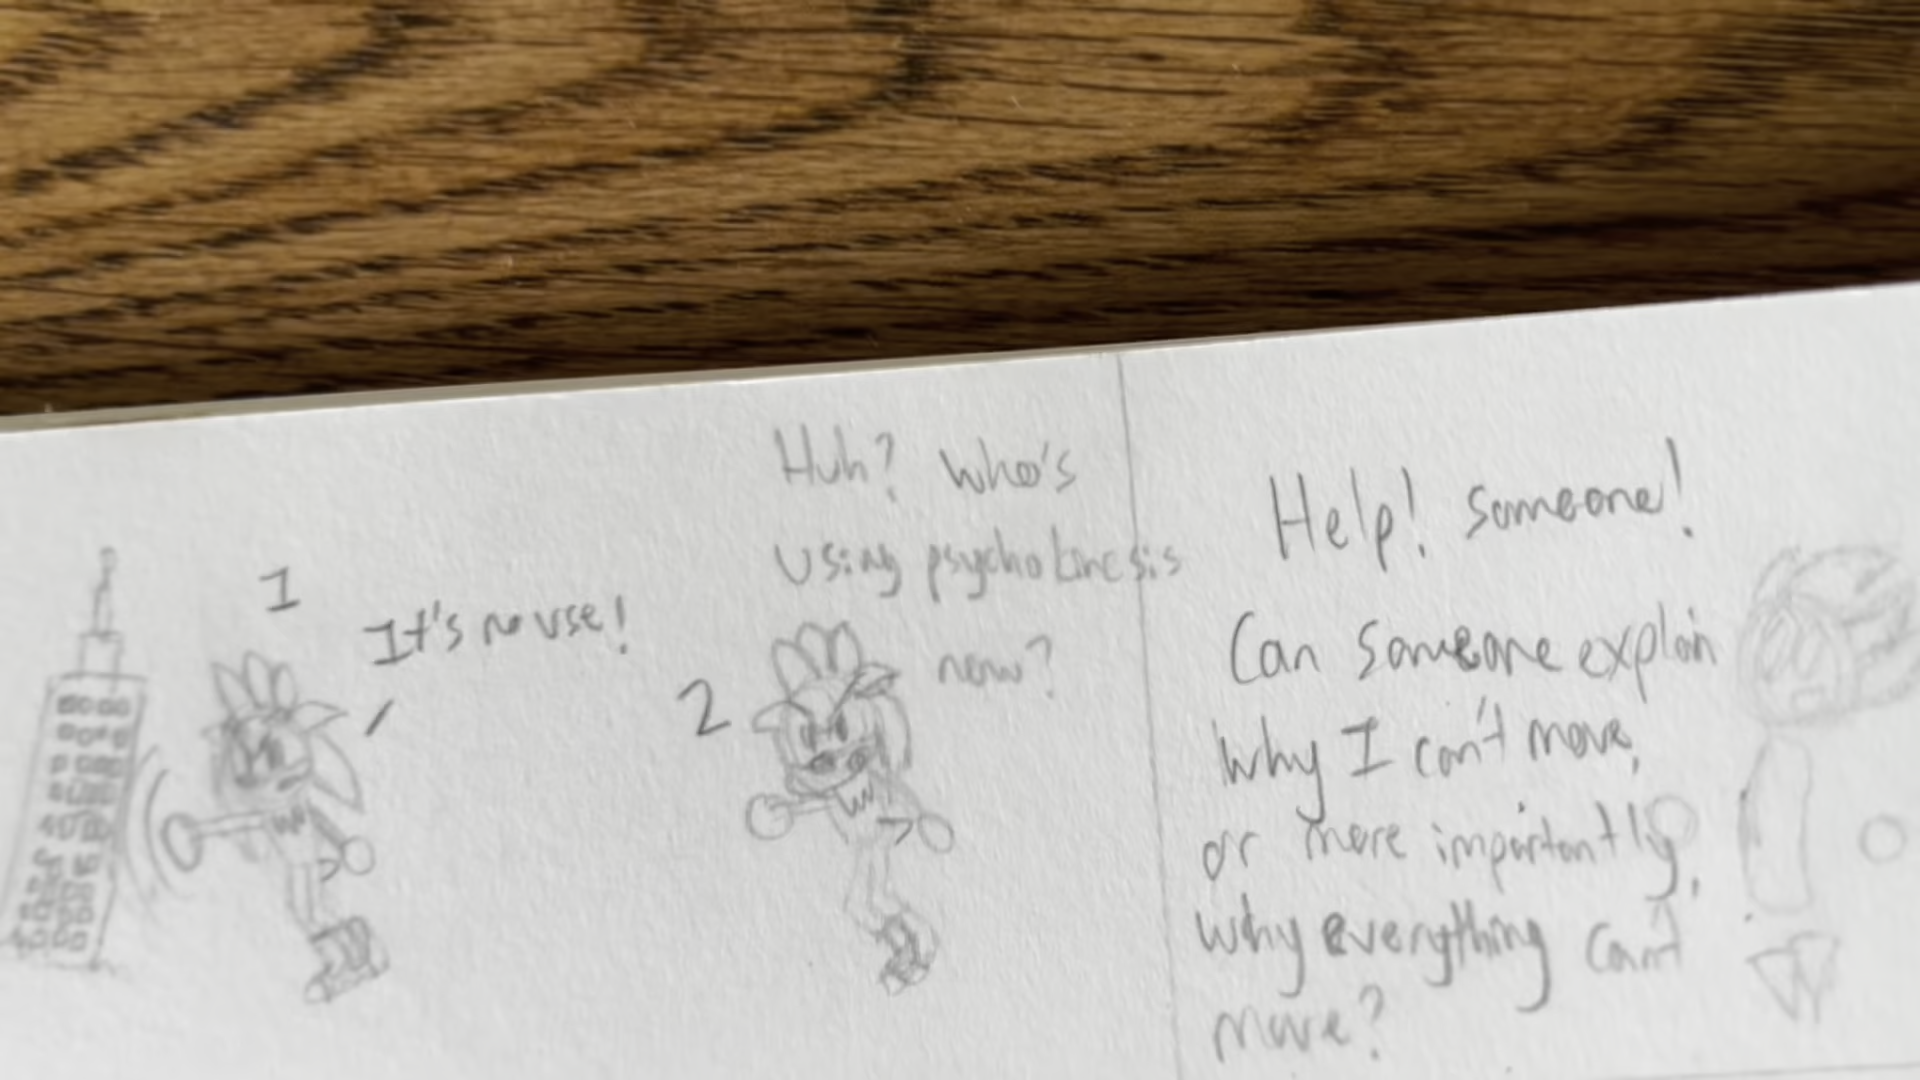 1
It's no use!
2
Huh? Who's
using psychokinesis
now?
Help! Someone!
Can someone explain
why I can't move,
or more importantly,
why everything can't
move?